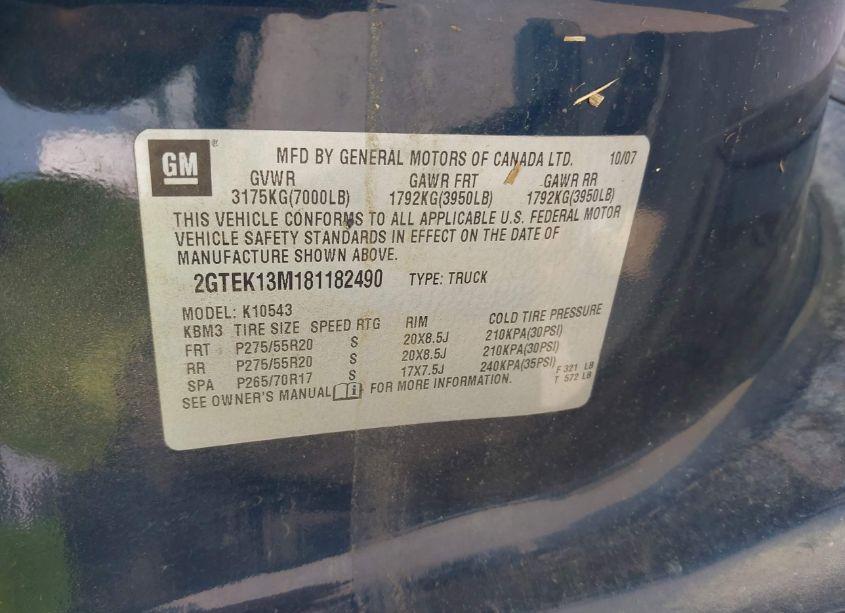 GM ® MFD BY GENERAL MOTORS OF CANADA LTD. 10/07
GVWR GAWR FRT GAWR RR
3175KG(7000LB) 1792KG(3950LB) 1792KG(3950LB)
THIS VEHICLE CONFORMS TO ALL APPLICABLE U.S. FEDERAL MOTOR
VEHICLE SAFETY STANDARDS IN EFFECT ON THE DATE OF
MANUFACTURE SHOWN ABOVE.
2GTEK13M181182490 TYPE: TRUCK
MODEL: K10543
KBM3 TIRE SIZE SPEED RTG RIM COLD TIRE PRESSURE
FRT P275/55R20 S 20X8.5J 210KPA(30PSI)
RR P275/55R20 S 20X8.5J 210KPA(30PSI)
SPA P265/70R17 S 17X7.5J 240KPA(35PSI) F 321 LB
T 572 LB
SEE OWNER'S MANUAL i FOR MORE INFORMATION.